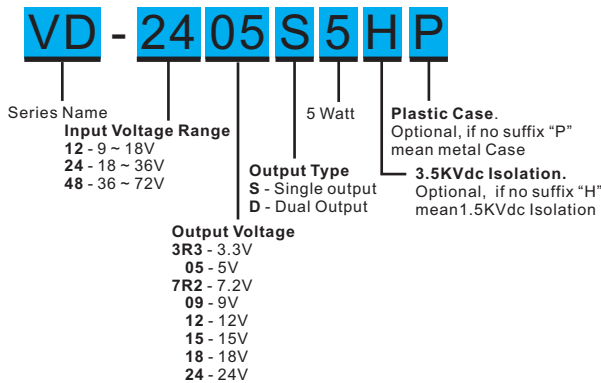 VD - 24 05 S 5 H P
Series Name
Input Voltage Range
12 - 9 ~ 18V
24 - 18 ~ 36V
48 - 36 ~ 72V
Output Voltage
3R3 - 3.3V
05 - 5V
7R2 - 7.2V
09 - 9V
12 - 12V
15 - 15V
18 - 18V
24 - 24V
Output Type
S - Single output
D - Dual Output
5 Watt
Plastic Case.
Optional, if no suffix “P”
mean metal Case
3.5KVdc Isolation.
Optional, if no suffix “H”
mean1.5KVdc Isolation